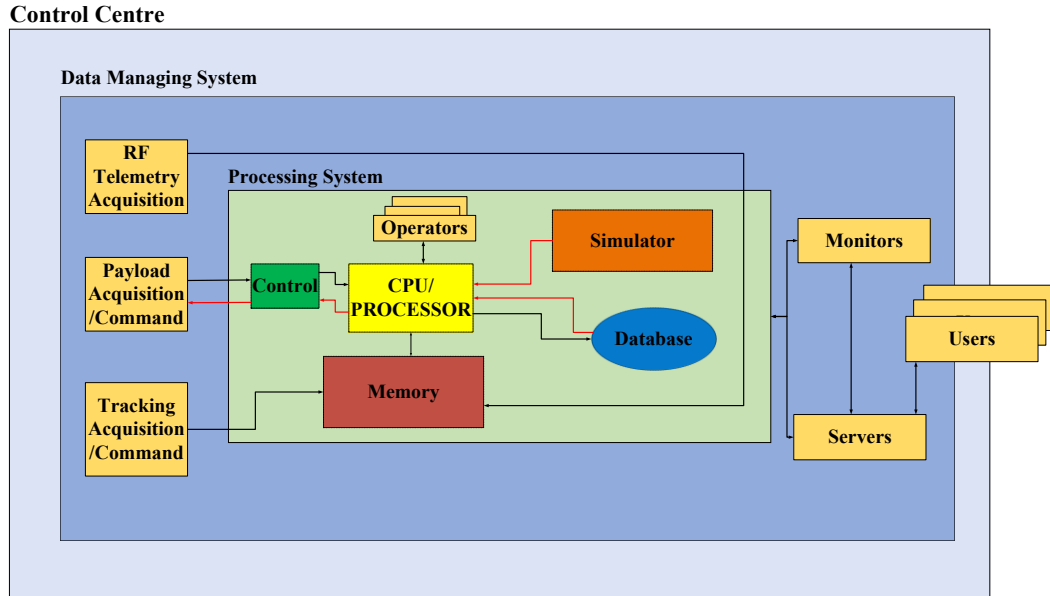 Control Centre
Data Managing System
RF
Telemetry
Acquisition
Processing System
Operators
Simulator
Monitors
Payload
Acquisition
/Command
Control
CPU/
PROCESSOR
Database
Users
Tracking
Acquisition
/Command
Memory
Servers